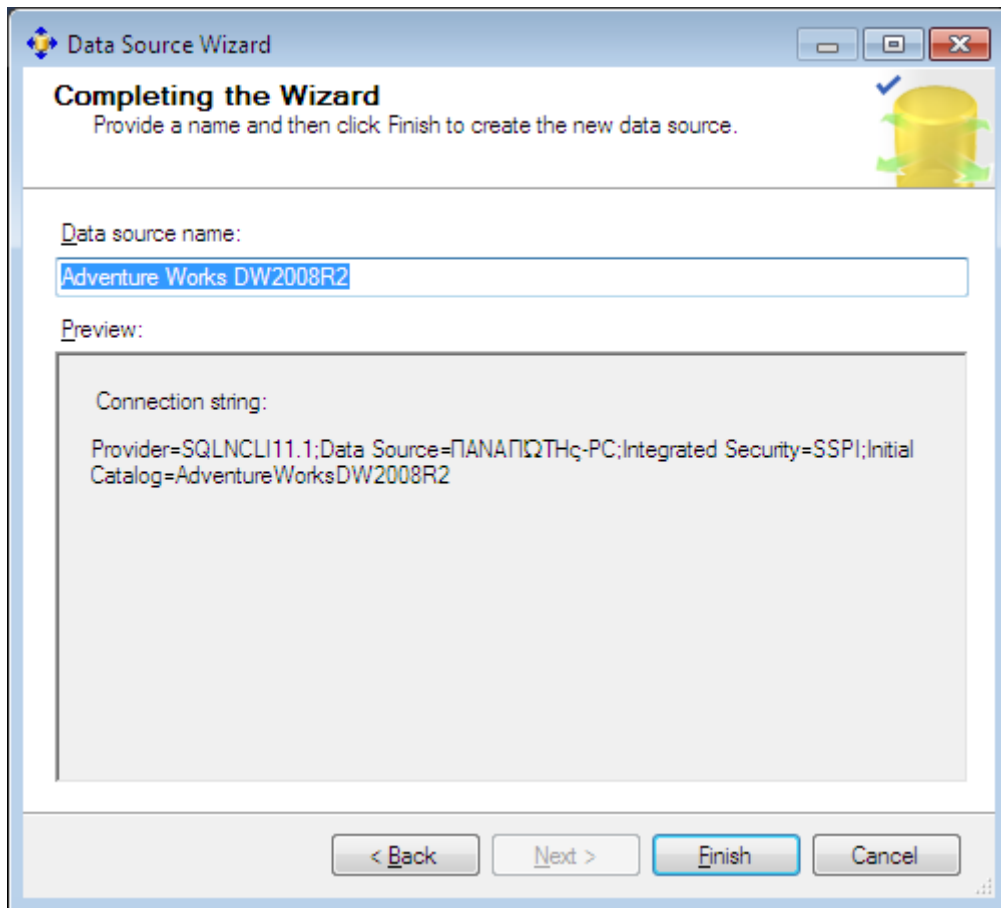 Data Source Wizard
Completing the Wizard
Provide a name and then click Finish to create the new data source.
Data source name:
Adventure Works DW2008R2
Preview:
Connection string:
Provider=SQLNCLI11.1;Data Source=ΠΑΝΑΓΙΏΤΗς-PC;Integrated Security=SSPI;Initial
Catalog=AdventureWorksDW2008R2
< Back Next > Finish Cancel